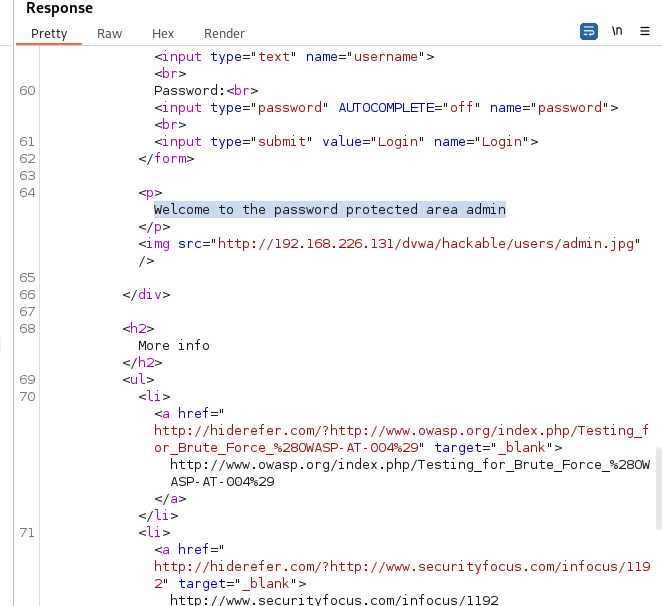 Response
Pretty Raw Hex Render \n
<input type="text" name="username">
<br>
60 Password:<br>
<input type="password" AUTOCOMPLETE="off" name="password">
<br>
61 <input type="submit" value="Login" name="Login">
62 </form>
63
64 <p>
Welcome to the password protected area admin
</p>
<img src="http://192.168.226.131/dvwa/hackable/users/admin.jpg"
/>
65
66 </div>
67
68 <h2>
More info
</h2>
69 <ul>
70 <li>
<a href="
http://hiderefer.com/?http://www.owasp.org/index.php/Testing_f
or_Brute_Force_%28OWASP-AT-004%29" target="_blank">
http://www.owasp.org/index.php/Testing_for_Brute_Force_%28OW
ASP-AT-004%29
</a>
</li>
71 <li>
<a href="
http://hiderefer.com/?http://www.securityfocus.com/infocus/119
2" target="_blank">
http://www.securityfocus.com/infocus/1192